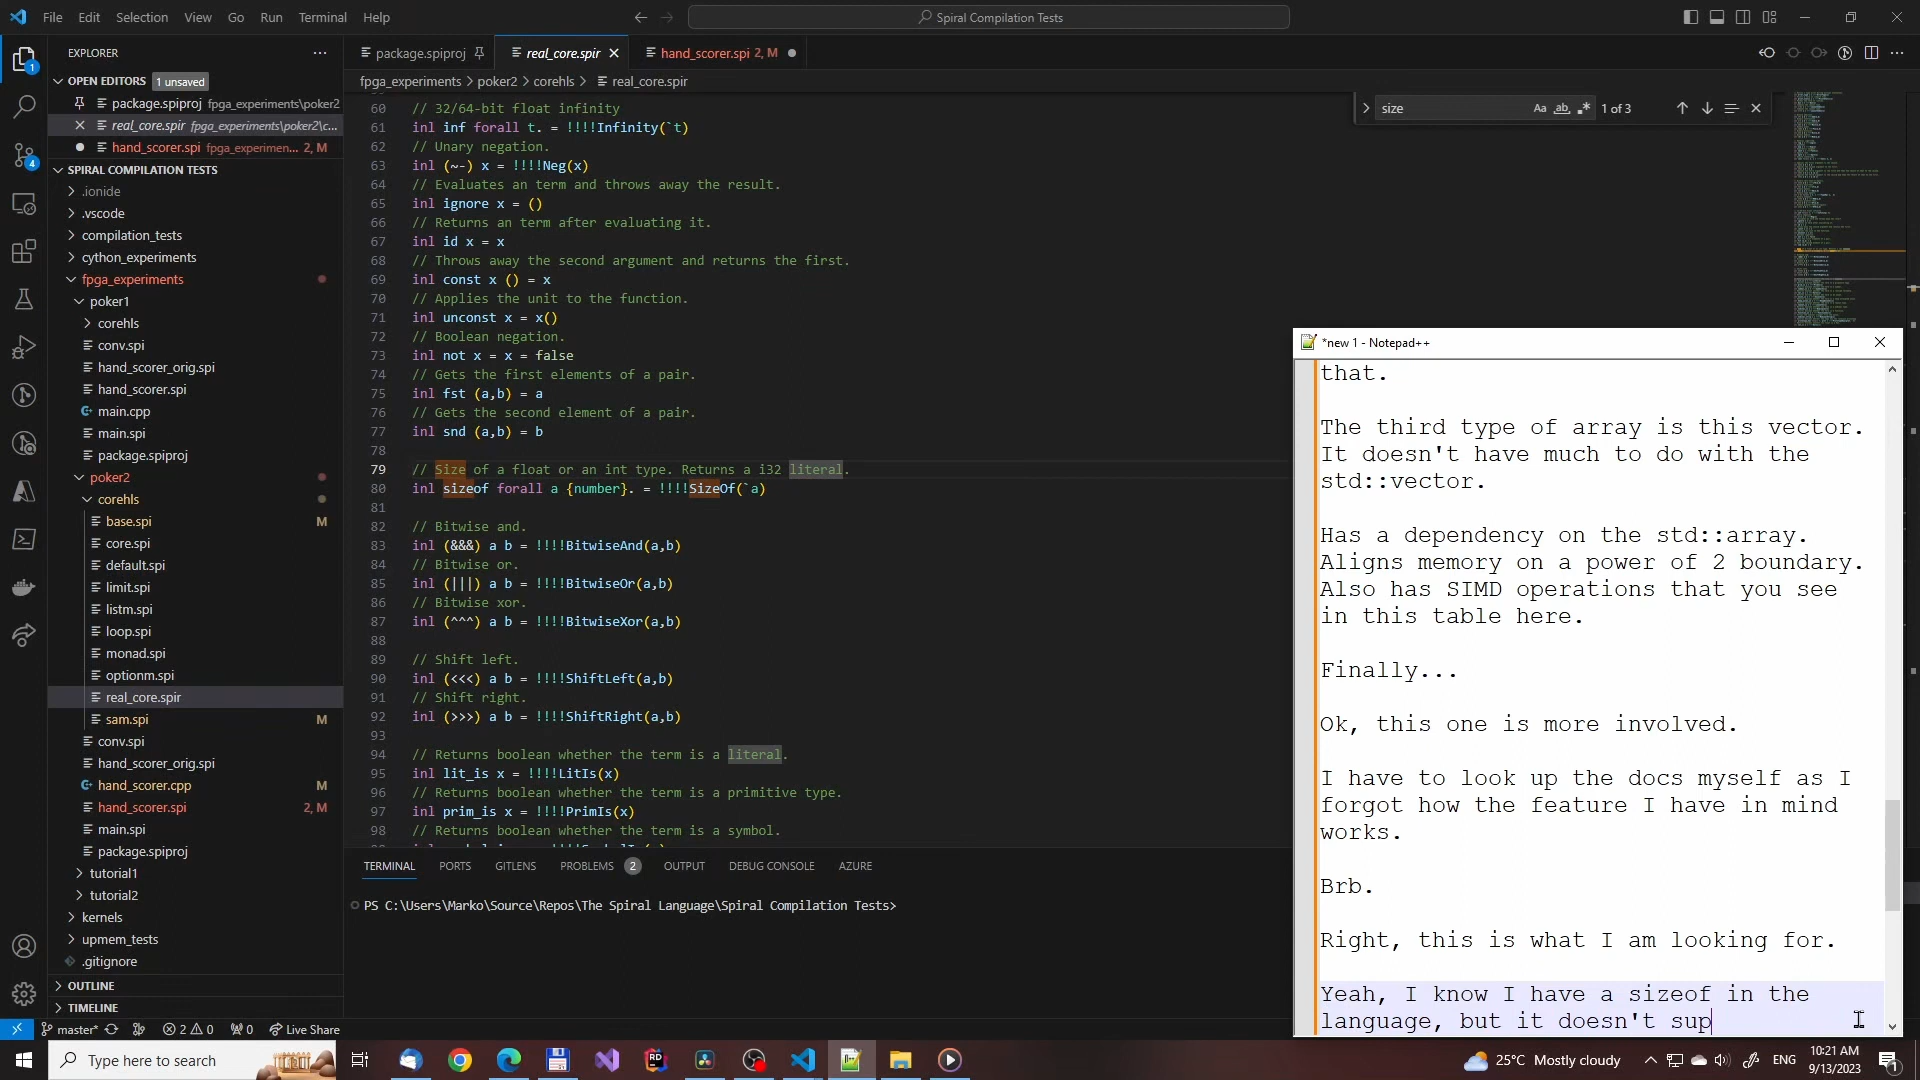 File Edit Selection View Go Run Terminal Help
Spiral Compilation Tests
EXPLORER
OPEN EDITORS 1 unsaved
package.spiproj fpga_experiments\poker2
real_core.spir fpga_experiments\poker2\c...
hand_scorer.spi fpga_experimen... 2, M
SPIRAL COMPILATION TESTS
.ionide
.vscode
compilation_tests
cython_experiments
fpga_experiments
poker1
corehls
conv.spi
hand_scorer_orig.spi
hand_scorer.spi
main.cpp
main.spi
package.spiproj
poker2
corehls
base.spi M
core.spi
default.spi
limit.spi
listm.spi
loop.spi
monad.spi
optionm.spi
real_core.spir
sam.spi M
conv.spi
hand_scorer_orig.spi
hand_scorer.cpp M
hand_scorer.spi 2, M
main.spi
package.spiproj
tutorial1
tutorial2
kernels
upmem_tests
.gitignore
OUTLINE
TIMELINE
package.spiproj real_core.spir hand_scorer.spi 2, M
fpga_experiments > poker2 > corehls > real_core.spir
size Aa ab 1 of 3
60 // 32/64-bit float infinity
61 inl inf forall t. = !!!!Infinity(`t)
62 // Unary negation.
63 inl (~-) x = !!!!Neg(x)
64 // Evaluates an term and throws away the result.
65 inl ignore x = ()
66 // Returns an term after evaluating it.
67 inl id x = x
68 // Throws away the second argument and returns the first.
69 inl const x () = x
70 // Applies the unit to the function.
71 inl unconst x = x()
72 // Boolean negation.
73 inl not x = x = false
74 // Gets the first elements of a pair.
75 inl fst (a,b) = a
76 // Gets the second element of a pair.
77 inl snd (a,b) = b
78
79 // Size of a float or an int type. Returns a i32 literal.
80 inl sizeof forall a {number}. = !!!!SizeOf(`a)
81
82 // Bitwise and.
83 inl (&&&) a b = !!!!BitwiseAnd(a,b)
84 // Bitwise or.
85 inl (|||) a b = !!!!BitwiseOr(a,b)
86 // Bitwise xor.
87 inl (^^^) a b = !!!!BitwiseXor(a,b)
88
89 // Shift left.
90 inl (<<<) a b = !!!!ShiftLeft(a,b)
91 // Shift right.
92 inl (>>>) a b = !!!!ShiftRight(a,b)
93
94 // Returns boolean whether the term is a literal.
95 inl lit_is x = !!!!LitIs(x)
96 // Returns boolean whether the term is a primitive type.
97 inl prim_is x = !!!!PrimIs(x)
98 // Returns boolean whether the term is a symbol.
TERMINAL PORTS GITLENS PROBLEMS 2 OUTPUT DEBUG CONSOLE AZURE
PS C:\Users\Marko\Source\Repos\The Spiral Language\Spiral Compilation Tests>
*new 1 - Notepad++
that.
The third type of array is this vector.
It doesn't have much to do with the
std::vector.
Has a dependency on the std::array.
Aligns memory on a power of 2 boundary.
Also has SIMD operations that you see
in this table here.
Finally...
Ok, this one is more involved.
I have to look up the docs myself as I
forgot how the feature I have in mind
works.
Brb.
Right, this is what I am looking for.
Yeah, I know I have a sizeof in the
language, but it doesn't sup
master* 2 0 0 Live Share
Type here to search
25°C Mostly cloudy ENG 10:21 AM
9/13/2023